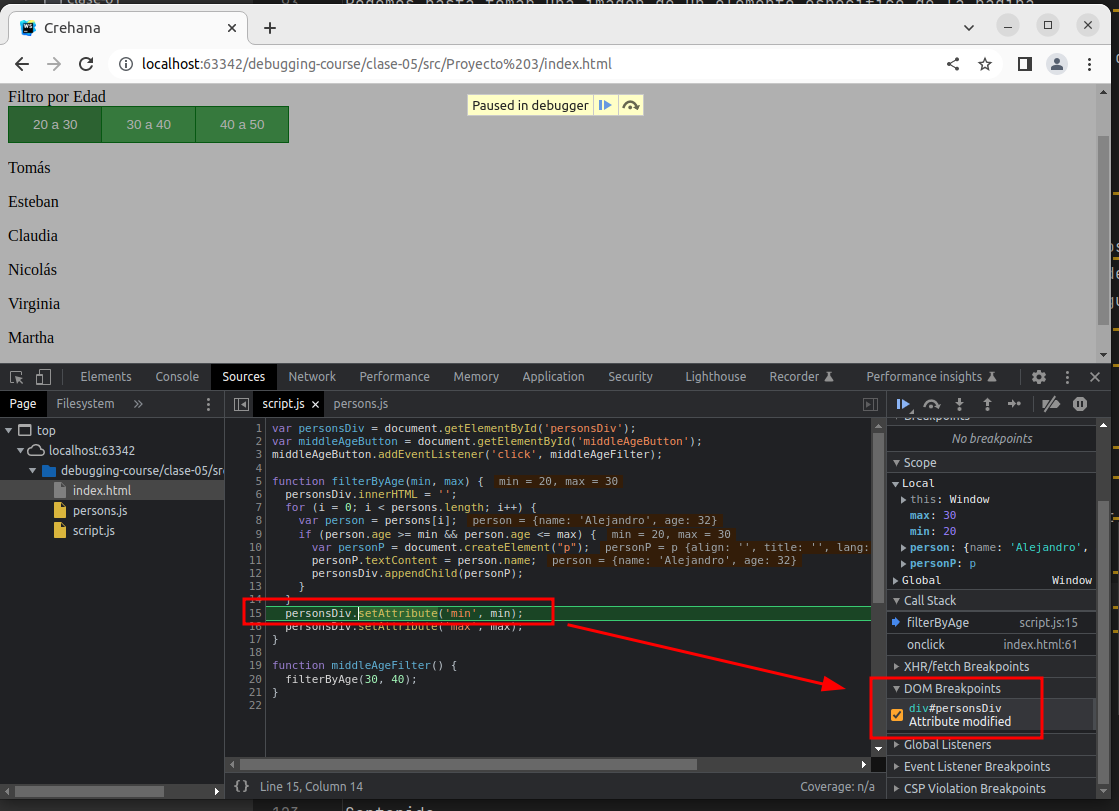 Crehana
localhost:63342/debugging-course/clase-05/src/Proyecto%203/index.html
Filtro por Edad
Paused in debugger
20 a 30 30 a 40 40 a 50
Tomás
Esteban
Claudia
Nicolás
Virginia
Martha
Elements Console Sources Network Performance Memory Application Security Lighthouse Recorder Performance insights
Page Filesystem »
script.js × persons.js
top
localhost:63342
debugging-course/clase-05/sr
index.html
persons.js
script.js
1 var personsDiv = document.getElementById('personsDiv');
2 var middleAgeButton = document.getElementById('middleAgeButton');
3 middleAgeButton.addEventListener('click', middleAgeFilter);
4
5 function filterByAge(min, max) { min = 20, max = 30
6 personsDiv.innerHTML = '';
7 for (i = 0; i < persons.length; i++) {
8 var person = persons[i]; person = {name: 'Alejandro', age: 32}
9 if (person.age >= min && person.age <= max) { min = 20, max = 30
10 var personP = document.createElement("p"); personP = p {align: '', title: '', lang:
11 personP.textContent = person.name; person = {name: 'Alejandro', age: 32}
12 personsDiv.appendChild(personP);
13 }
14 }
15 personsDiv.setAttribute('min', min);
16 personsDiv.setAttribute('max', max);
17 }
18
19 function middleAgeFilter() {
20 filterByAge(30, 40);
21 }
22
{} Line 15, Column 14
Coverage: n/a
Breakpoints
No breakpoints
Scope
Local
this: Window
max: 30
min: 20
person: {name: 'Alejandro',
personP: p
Global Window
Call Stack
filterByAge script.js:15
onclick index.html:61
XHR/fetch Breakpoints
DOM Breakpoints
div#personsDiv
Attribute modified
Global Listeners
Event Listener Breakpoints
CSP Violation Breakpoints